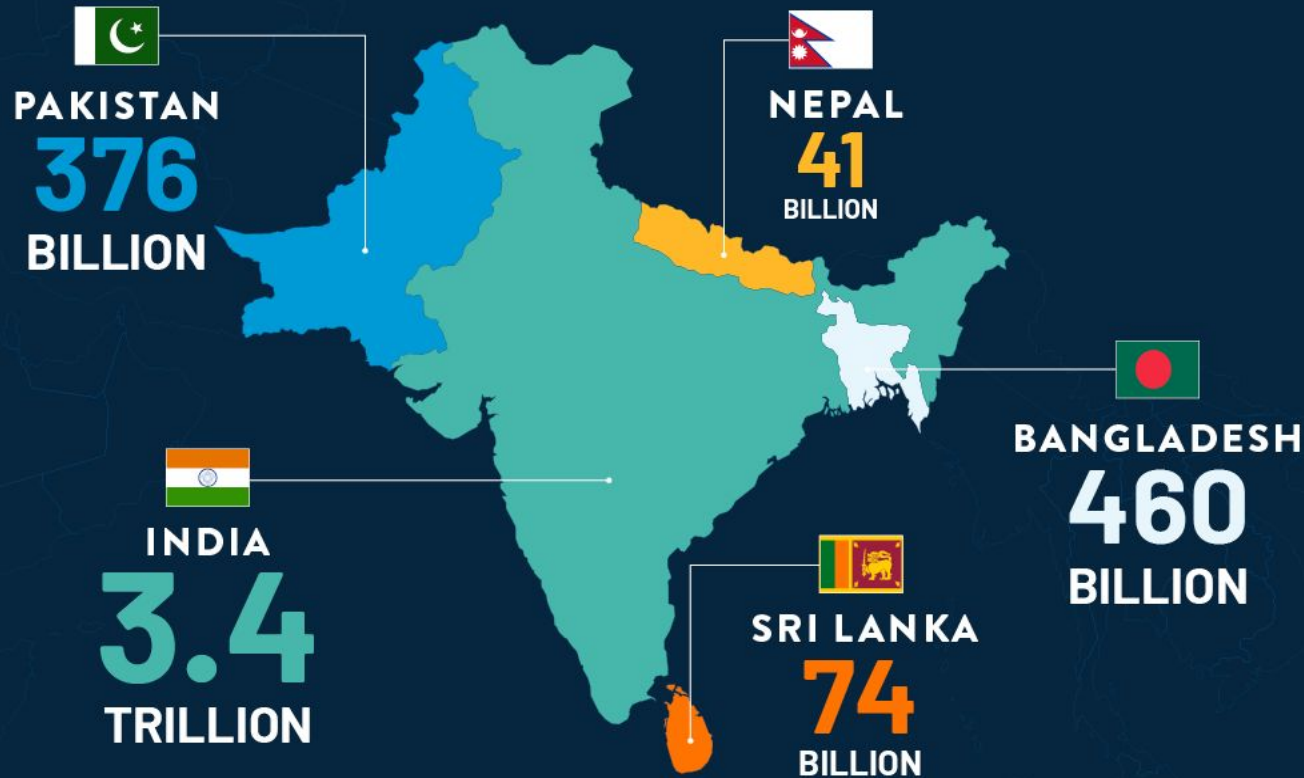 PAKISTAN
376
BILLION
NEPAL
41
BILLION
INDIA
3.4
TRILLION
SRI LANKA
74
BILLION
BANGLADESH
460
BILLION